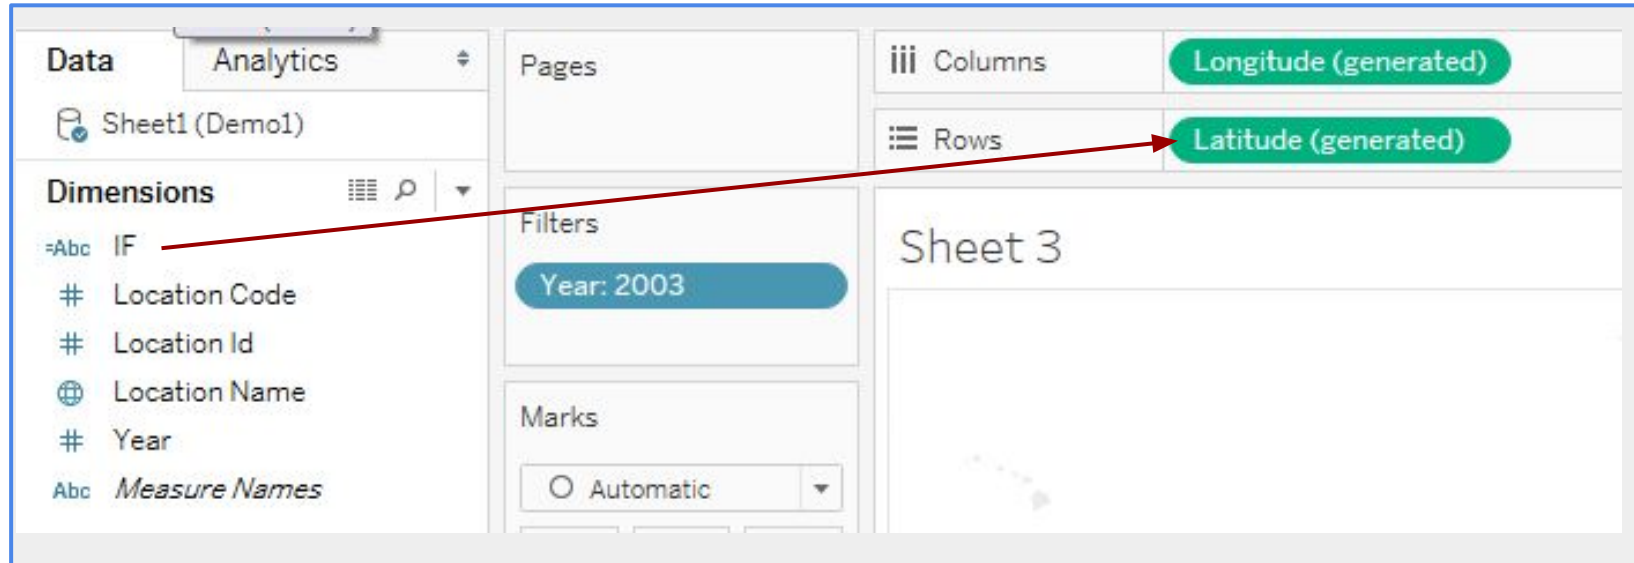 Data
Analytics
Sheet1 (Demo1)
Dimensions
=Abc IF
# Location Code
# Location Id
Location Name
# Year
Abc Measure Names
Pages
Filters
Year: 2003
Marks
Automatic
Columns
Longitude (generated)
Rows
Latitude (generated)
Sheet 3